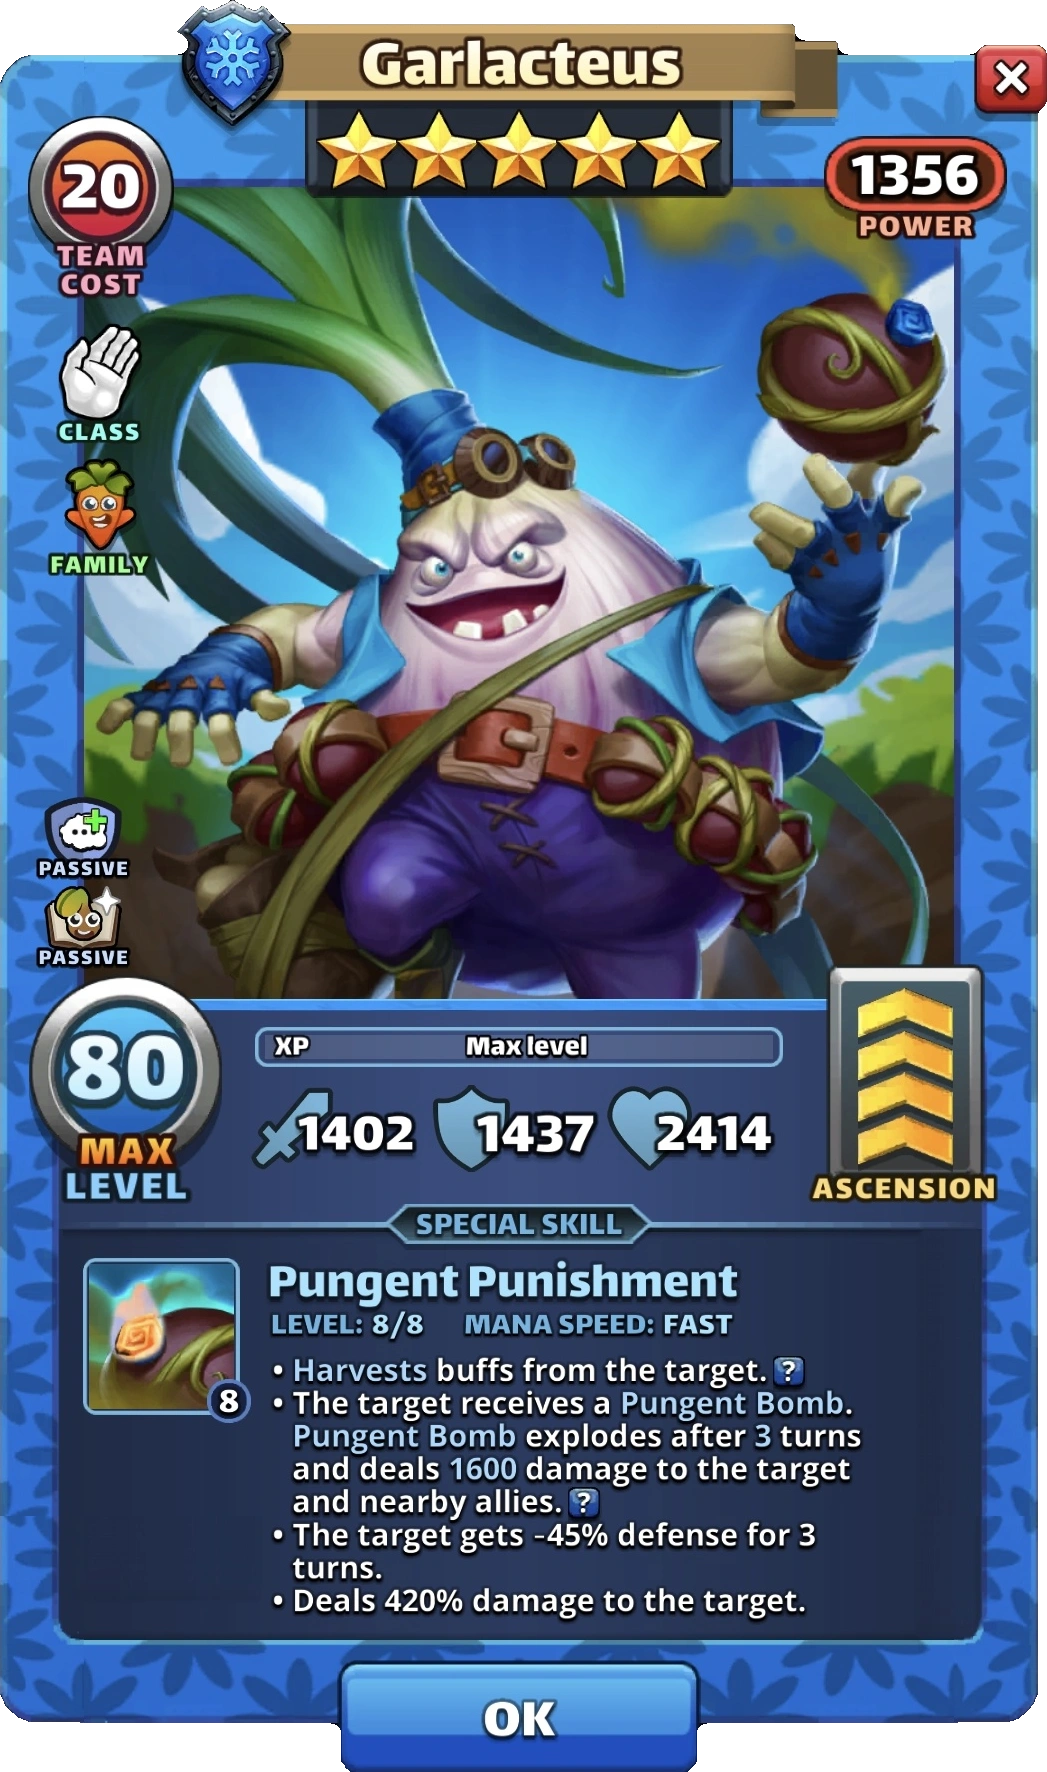 Garlacteus
20
TEAM
COST
1356
POWER
CLASS
FAMILY
PASSIVE
PASSIVE
80
MAX
LEVEL
XP Max level
1402 1437 2414
ASCENSION
SPECIAL SKILL
Pungent Punishment
LEVEL: 8/8 MANA SPEED: FAST
8
• Harvests buffs from the target. ?
• The target receives a Pungent Bomb.
Pungent Bomb explodes after 3 turns
and deals 1600 damage to the target
and nearby allies. ?
• The target gets -45% defense for 3
turns.
• Deals 420% damage to the target.
OK